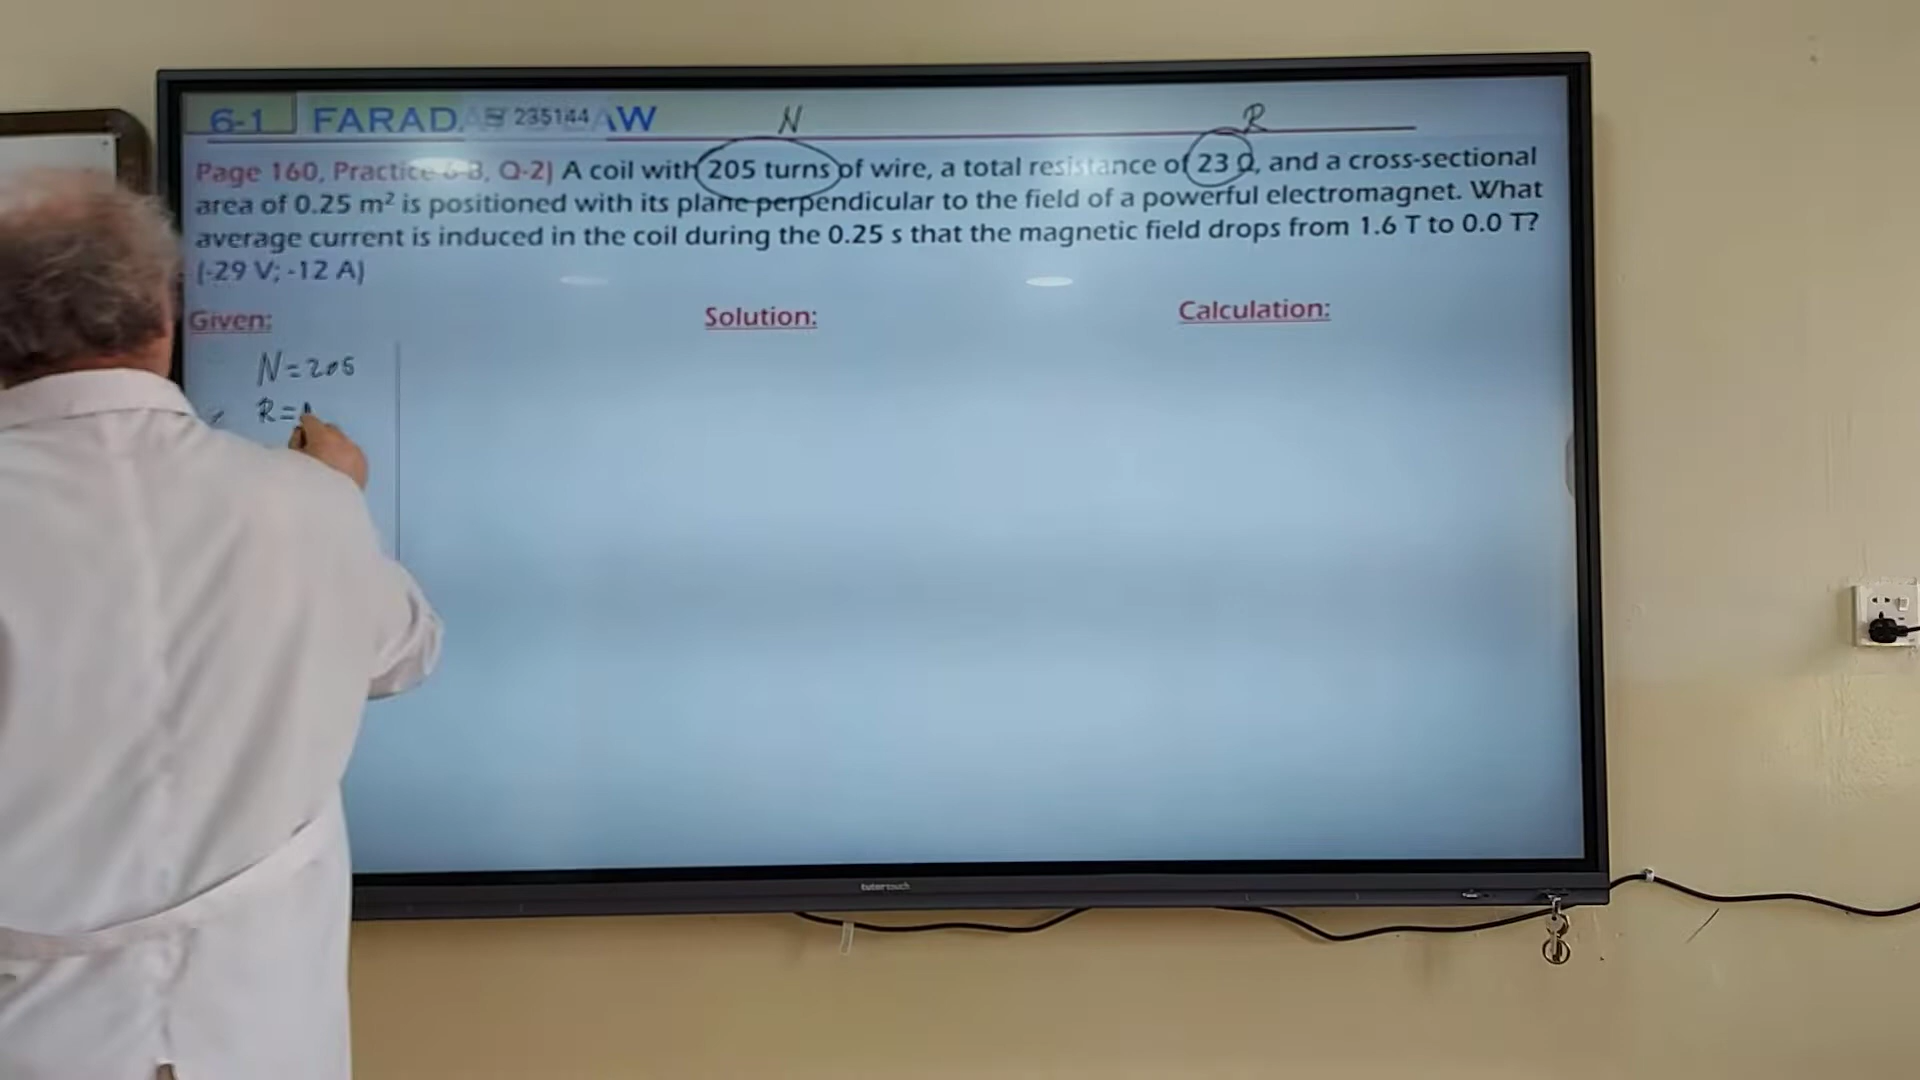 6-1 FARAD 235144 AW
N R
Page 160, Practice 6-B, Q-2) A coil with 205 turns of wire, a total resistance of 23 Ω, and a cross-sectional
area of 0.25 m² is positioned with its plane perpendicular to the field of a powerful electromagnet. What
average current is induced in the coil during the 0.25 s that the magnetic field drops from 1.6 T to 0.0 T?
(-29 V; -12 A)
Given: Solution: Calculation:
N=205
R=
tutortouch